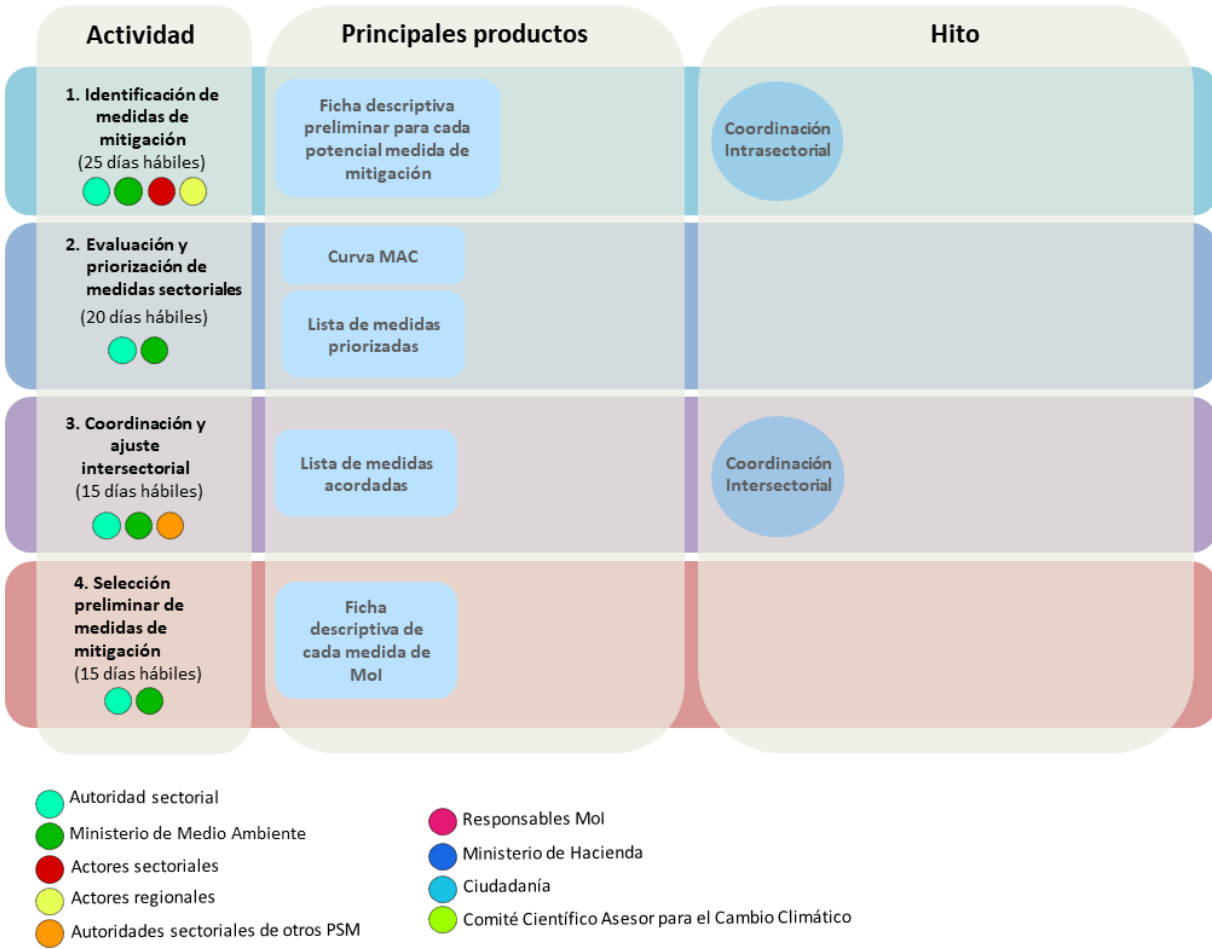 Actividad
Principales productos
Hito
1. Identificación de
medidas de
mitigación
(25 días hábiles)
Ficha descriptiva
preliminar para cada
potencial medida de
mitigación
Coordinación
Intrasectorial
2. Evaluación y
priorización de
medidas sectoriales
(20 días hábiles)
Curva MAC
Lista de medidas
priorizadas
3. Coordinación y
ajuste
intersectorial
(15 días hábiles)
Lista de medidas
acordadas
Coordinación
Intersectorial
4. Selección
preliminar de
medidas de
mitigación
(15 días hábiles)
Ficha
descriptiva de
cada medida de
MoI
Autoridad sectorial
Ministerio de Medio Ambiente
Actores sectoriales
Actores regionales
Autoridades sectoriales de otros PSM
Responsables MoI
Ministerio de Hacienda
Ciudadanía
Comité Científico Asesor para el Cambio Climático